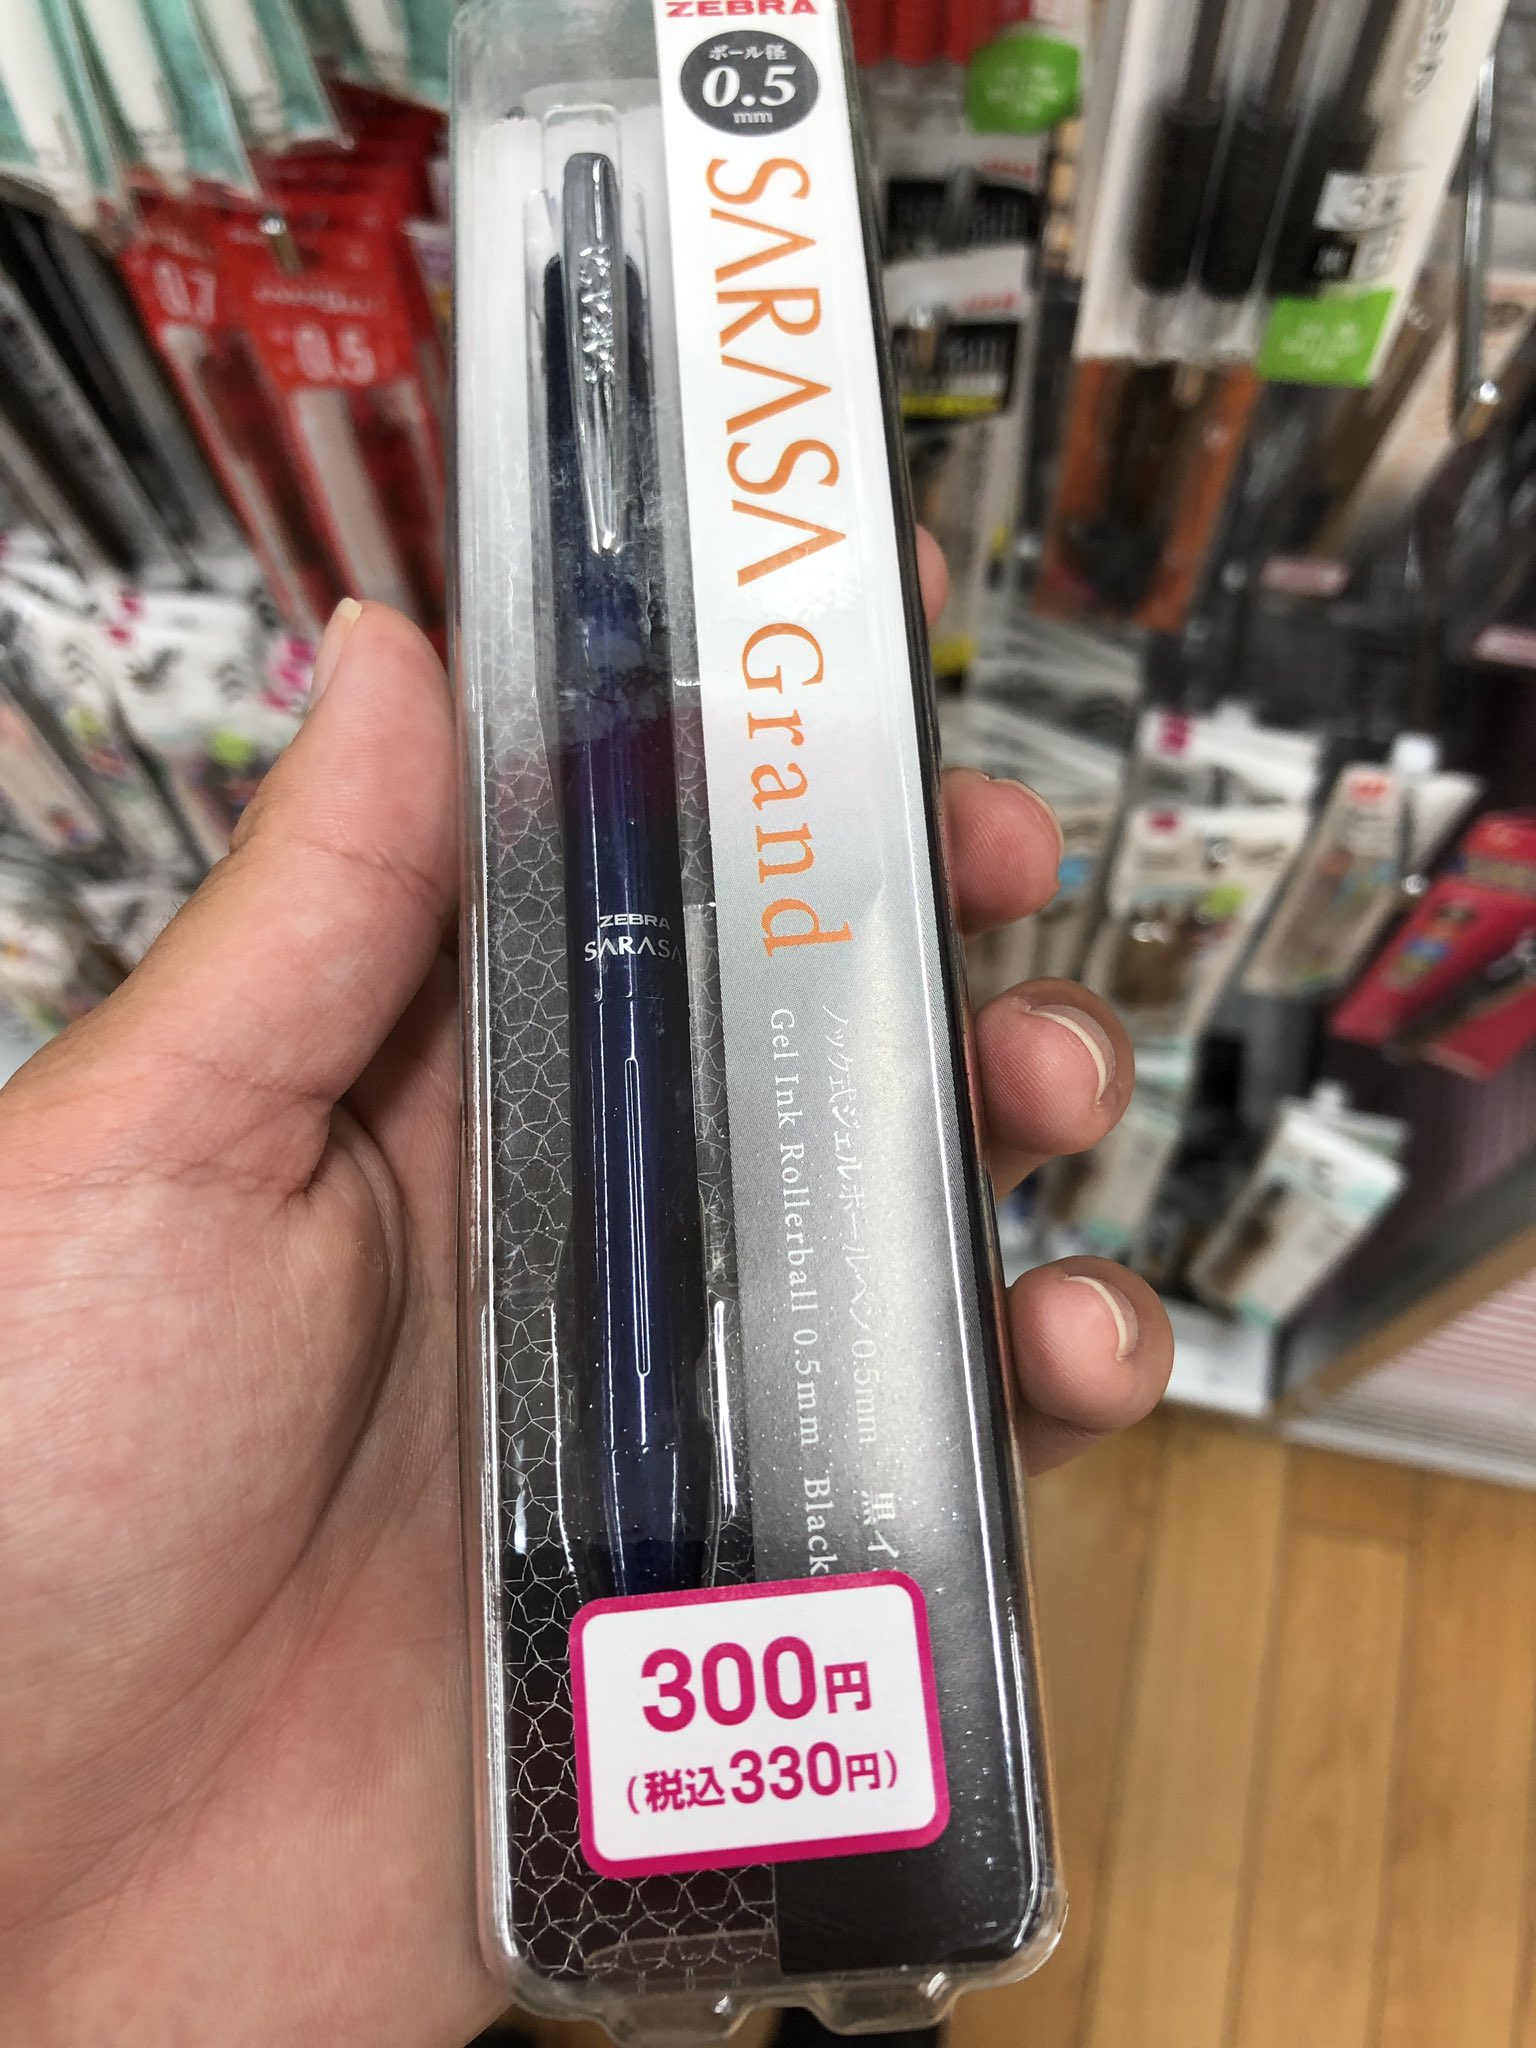 ZEBRA
ボール径
0.5
mm
SARASA Grand
ノック式ジェルボールペン 0.5mm 黒イ
Gel Ink Rollerball 0.5mm Black
SARASA
ZEBRA
SARASA
300円
(税込330円)
0.7
0.5